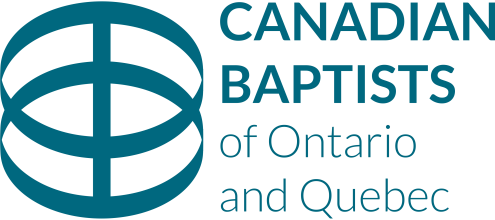 CANADIAN
BAPTISTS
of Ontario
and Quebec